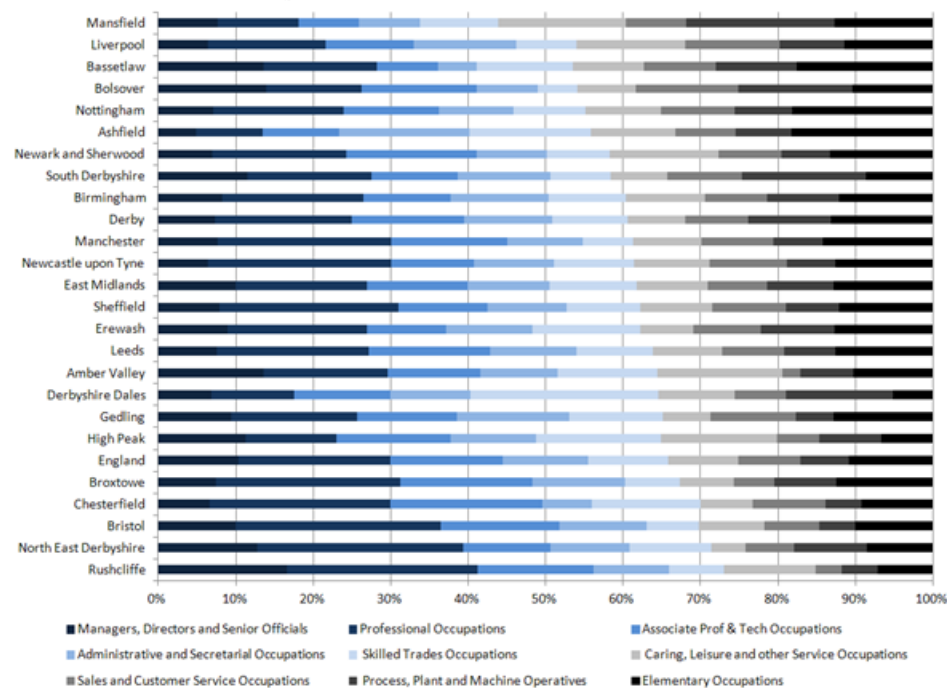 Mansfield
Liverpool
Bassetlaw
Bolsover
Nottingham
Ashfield
Newark and Sherwood
South Derbyshire
Birmingham
Derby
Manchester
Newcastle upon Tyne
East Midlands
Sheffield
Erewash
Leeds
Amber Valley
Derbyshire Dales
Gedling
High Peak
England
Broxtowe
Chesterfield
Bristol
North East Derbyshire
Rushcliffe
0% 10% 20% 30% 40% 50% 60% 70% 80% 90% 100%
Managers, Directors and Senior Officials Professional Occupations Associate Prof & Tech Occupations
Administrative and Secretarial Occupations Skilled Trades Occupations Caring, Leisure and other Service Occupations
Sales and Customer Service Occupations Process, Plant and Machine Operatives Elementary Occupations